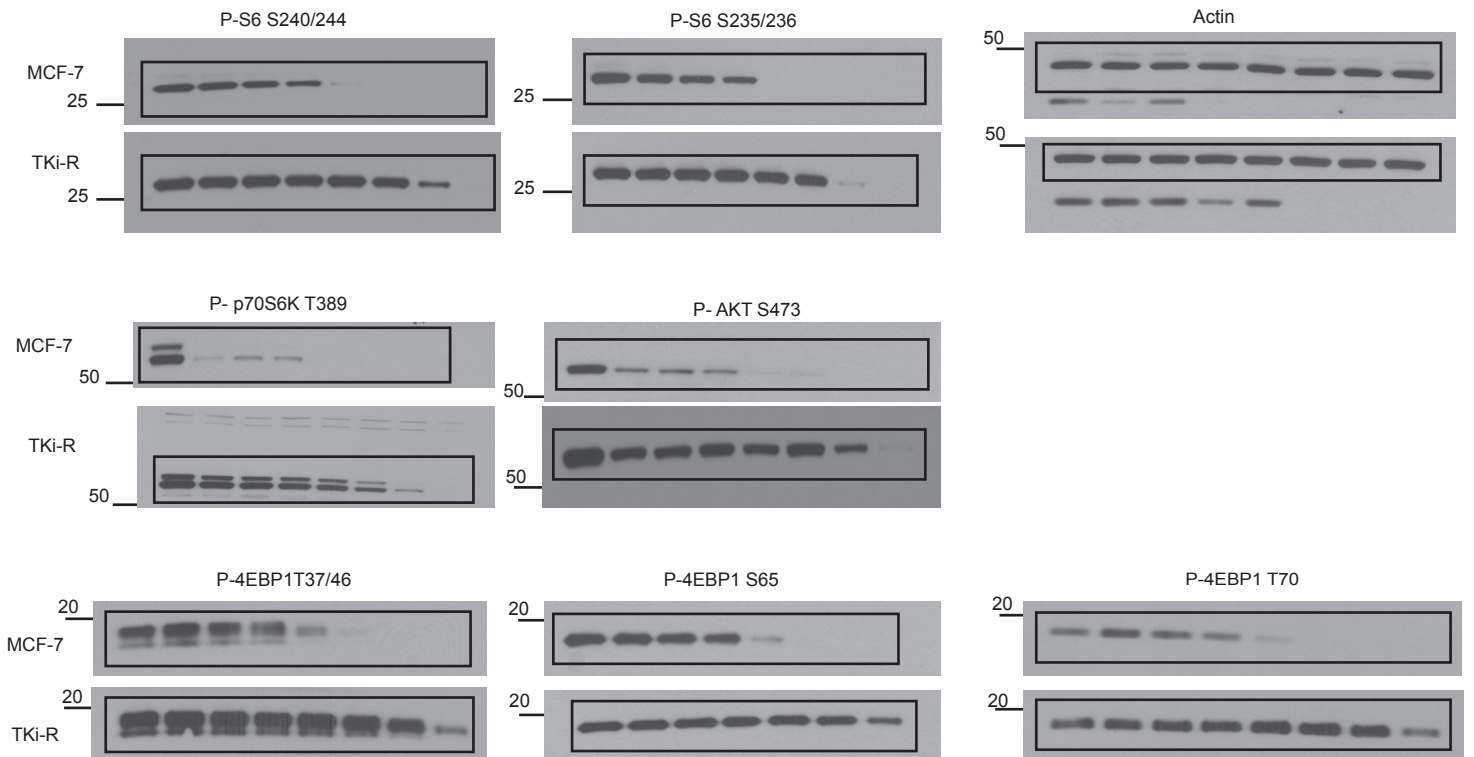 P-S6 S240/244
MCF-7
25
TKi-R
25
P-S6 S235/236
25
25
Actin
50
50
P- p70S6K T389
MCF-7
50
TKi-R
50
P- AKT S473
50
50
P-4EBP1T37/46
20
MCF-7
20
TKi-R
P-4EBP1 S65
20
20
P-4EBP1 T70
20
20